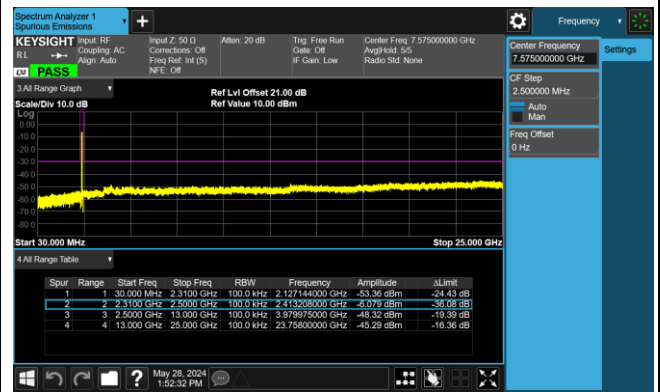 Spectrum Analyzer 1
Spurious Emissions
Frequency
KEYSIGHT Input: RF Input Z: 50 Ω Atten: 20 dB Trig: Free Run Center Freq: 7.575000000 GHz
RL Coupling: AC Corrections: Off Gate: Off Avg|Hold: 5/5
Align: Auto Freq Ref: Int (S) IF Gain: Low Radio Std: None
LXI PASS NFE: Off
3 All Range Graph
Ref Lvl Offset 21.00 dB
Scale/Div 10.0 dB Ref Value 10.00 dBm
Log
0.00
-10.0
-20.0
-30.0
-40.0
-50.0
-60.0
-70.0
-80.0
Start 30.000 MHz Stop 25.000 GHz
4 All Range Table
Spur Range Start Freq Stop Freq RBW Frequency Amplitude ΔLimit
1 1 30.000 MHz 2.3100 GHz 100.0 kHz 2.127144000 GHz -53.36 dBm -24.43 dB
2 2 2.3100 GHz 2.5000 GHz 100.0 kHz 2.413208000 GHz -6.079 dBm -36.08 dB
3 3 2.5000 GHz 13.000 GHz 100.0 kHz 3.979975000 GHz -48.32 dBm -19.39 dB
4 4 13.000 GHz 25.000 GHz 100.0 kHz 23.75800000 GHz -45.29 dBm -16.36 dB
May 28, 2024
1:52:32 PM
Center Frequency
7.575000000 GHz
Settings
CF Step
2.500000 MHz
Auto
Man
Freq Offset
0 Hz